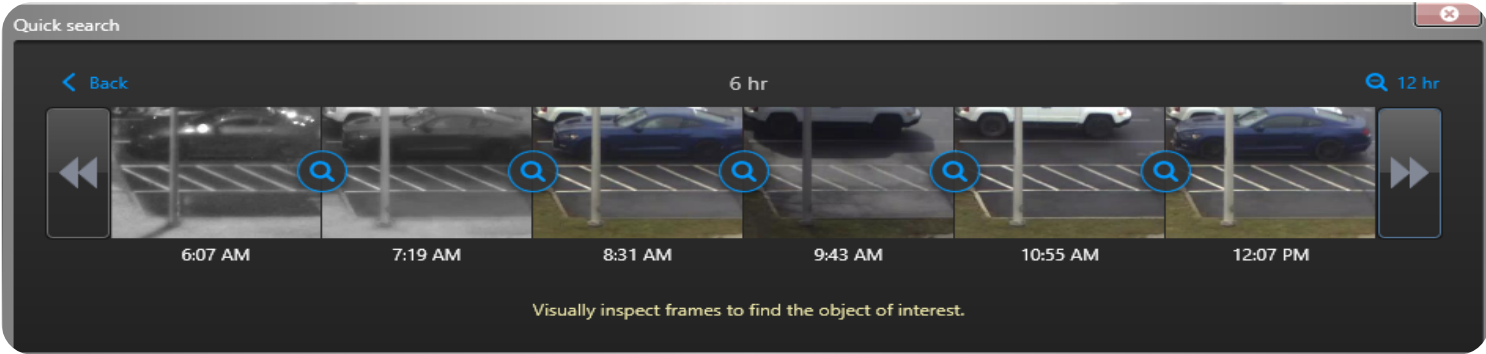 Quick search
Back
6 hr
12 hr
6:07 AM
7:19 AM
8:31 AM
9:43 AM
10:55 AM
12:07 PM
Visually inspect frames to find the object of interest.